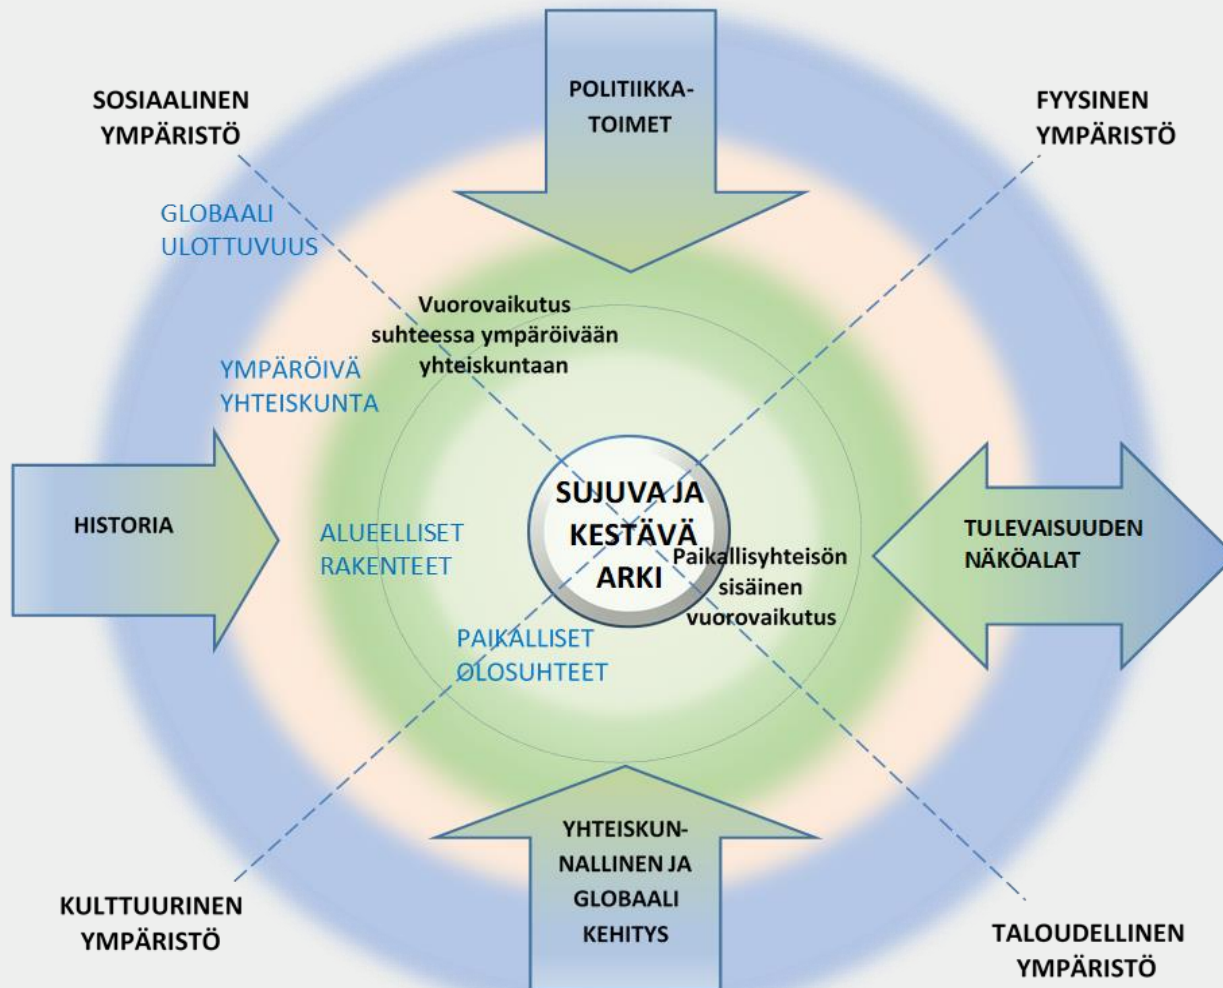 POLITIIKKA-
TOIMET
SOSIAALINEN
YMPÄRISTÖ
FYYSINEN
YMPÄRISTÖ
GLOBAALI
ULOTTUVUUS
Vuorovaikutus
suhteessa ympäröivään
yhteiskuntaan
YMPÄRÖIVÄ
YHTEISKUNTA
HISTORIA
ALUEELLISET
RAKENTEET
SUJUVA JA
KESTÄVÄ
ARKI
Paikallisyhteisön
sisäinen
vuorovaikutus
TULEVAISUUDEN
NÄKÖALAT
PAIKALLISET
OLOSUHTEET
YHTEISKUN-
NALLINEN JA
GLOBAALI
KEHITYS
KULTTUURINEN
YMPÄRISTÖ
TALOUDELLINEN
YMPÄRISTÖ